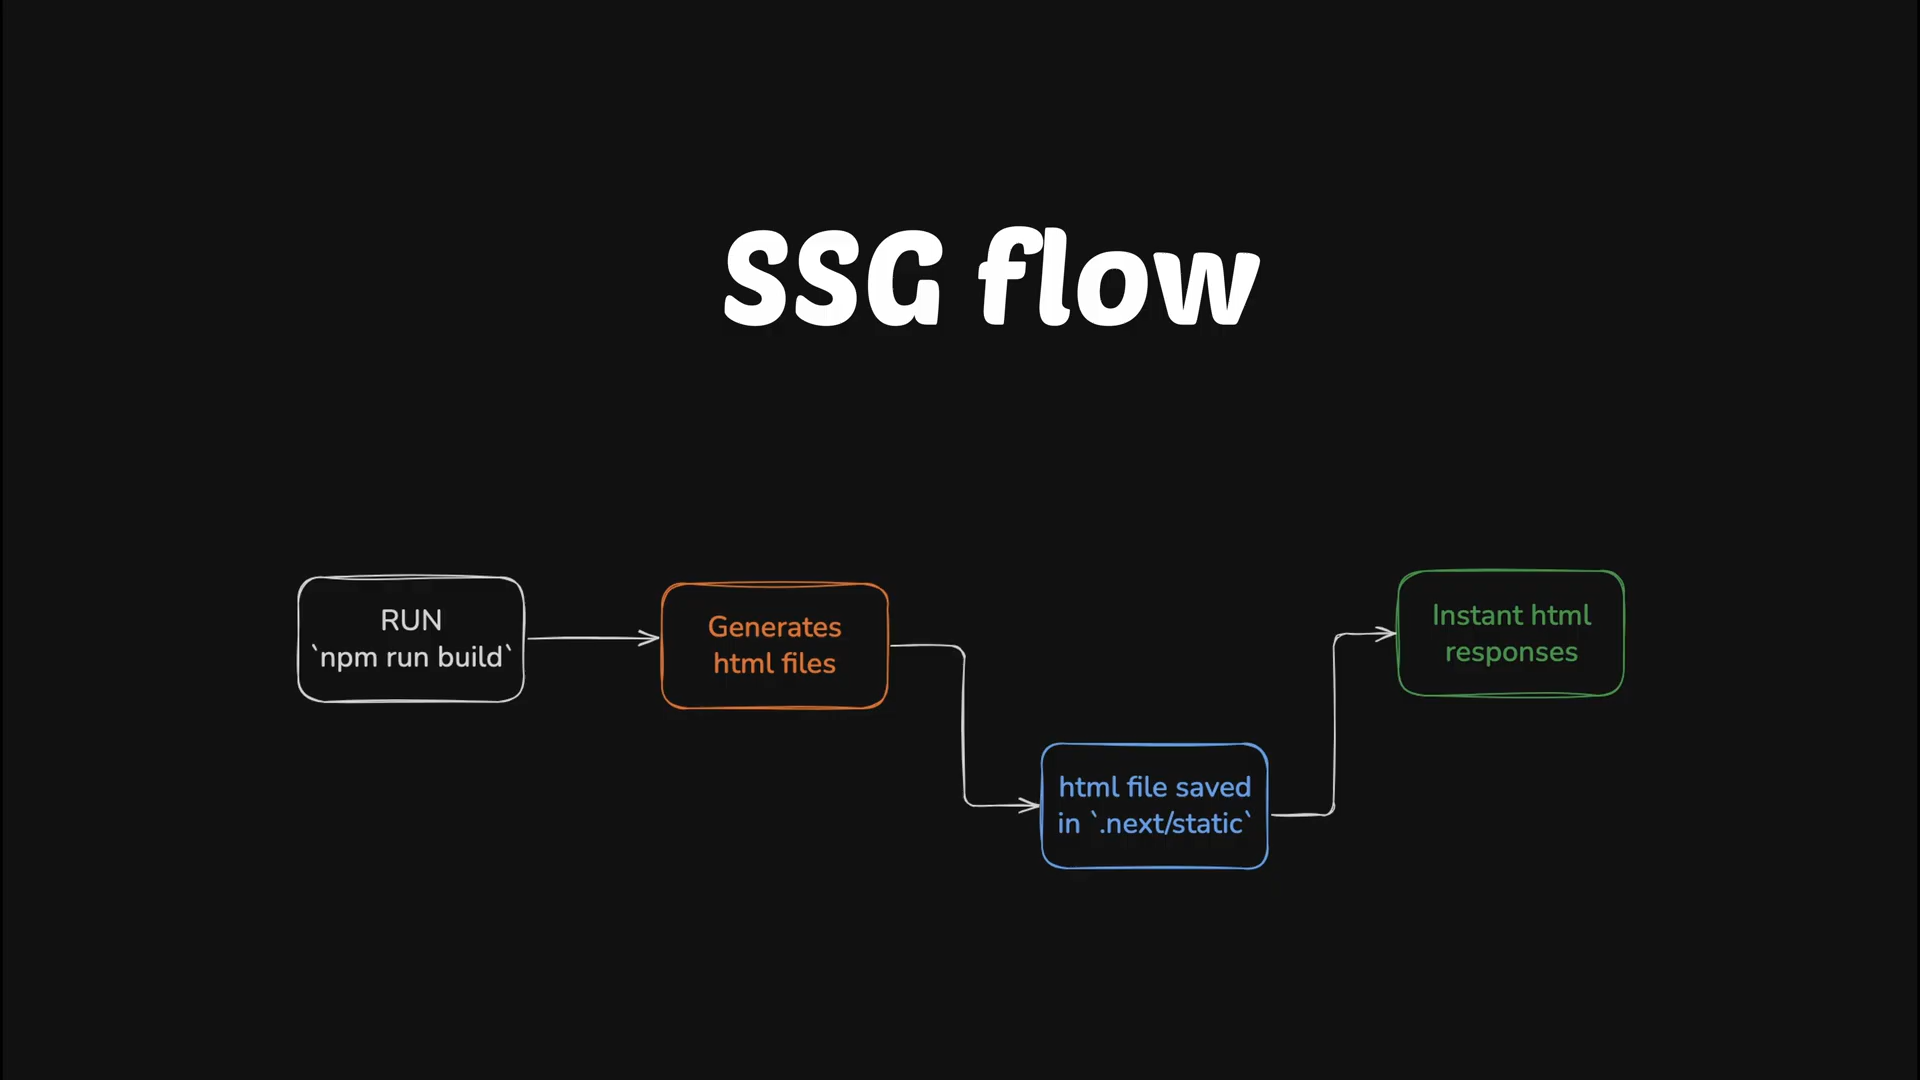 SSG flow
RUN
`npm run build`
Generates
html files
html file saved
in `.next/static`
Instant html
responses